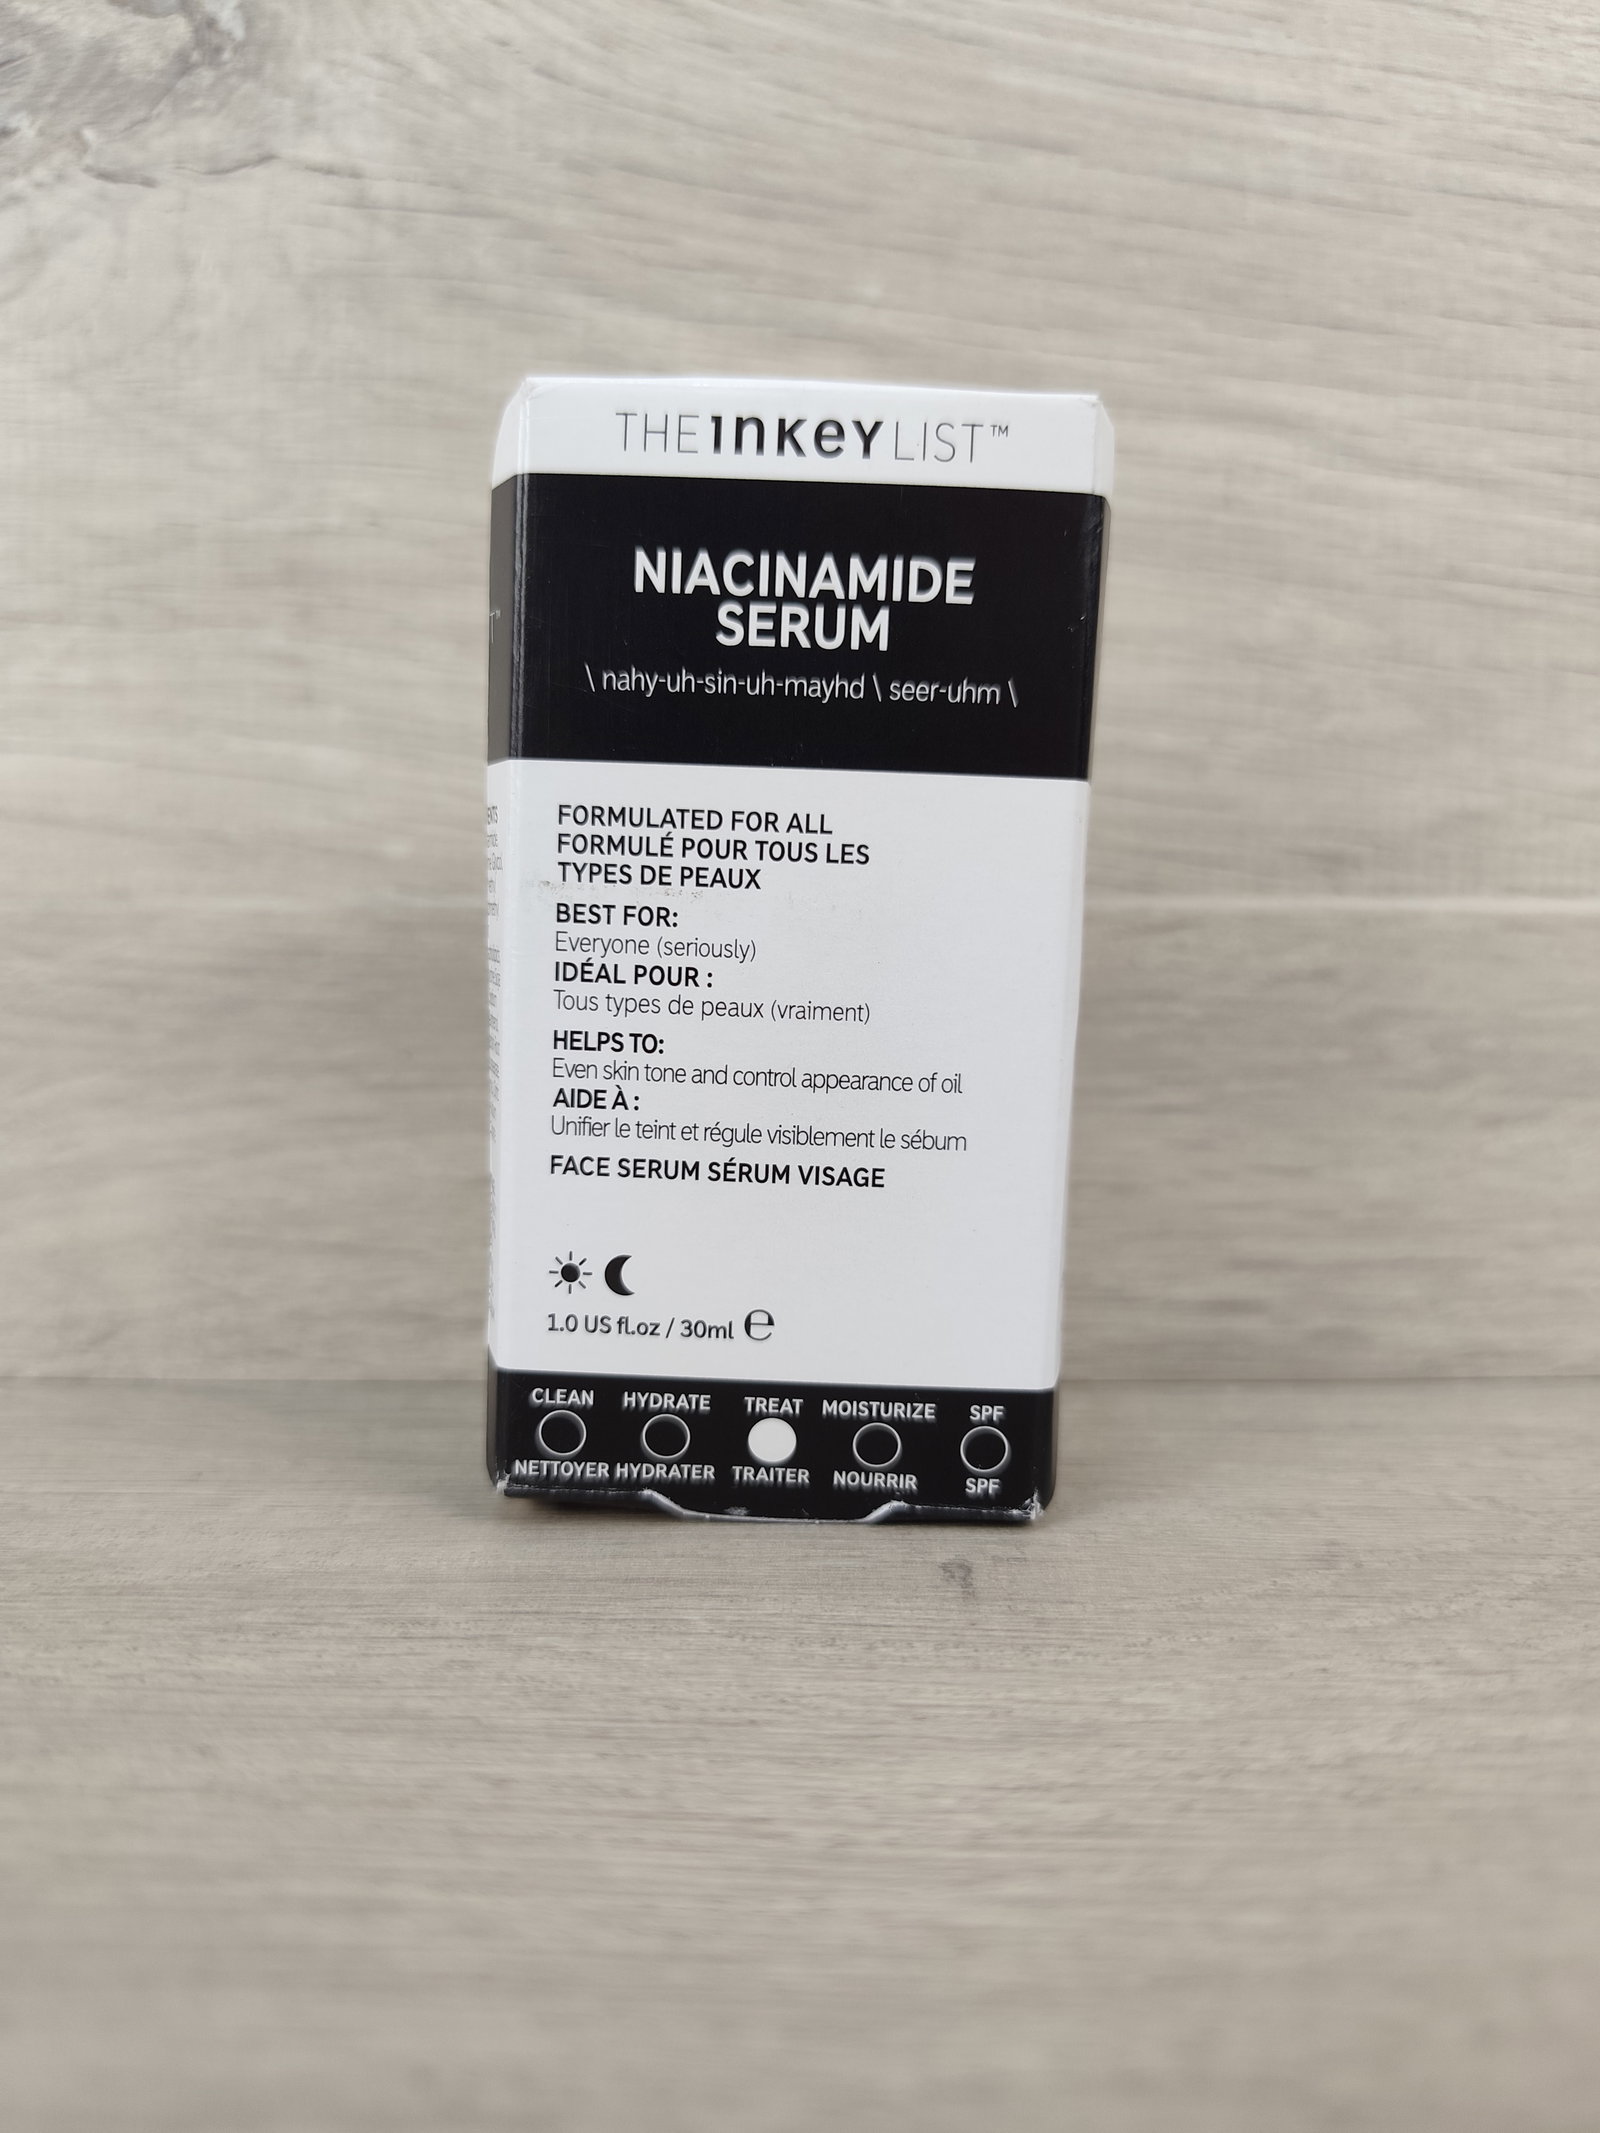 THE INKEY LIST™
NIACINAMIDE
SERUM
\ nahy-uh-sin-uh-mayhd \ seer-uhm \
FORMULATED FOR ALL
FORMULÉ POUR TOUS LES
TYPES DE PEAUX
BEST FOR:
Everyone (seriously)
IDÉAL POUR :
Tous types de peaux (vraiment)
HELPS TO:
Even skin tone and control appearance of oil
AIDE À :
Unifier le teint et régule visiblement le sébum
FACE SERUM SÉRUM VISAGE
1.0 US fl.oz / 30ml ℮
CLEAN HYDRATE TREAT MOISTURIZE SPF
NETTOYER HYDRATER TRAITER NOURRIR SPF